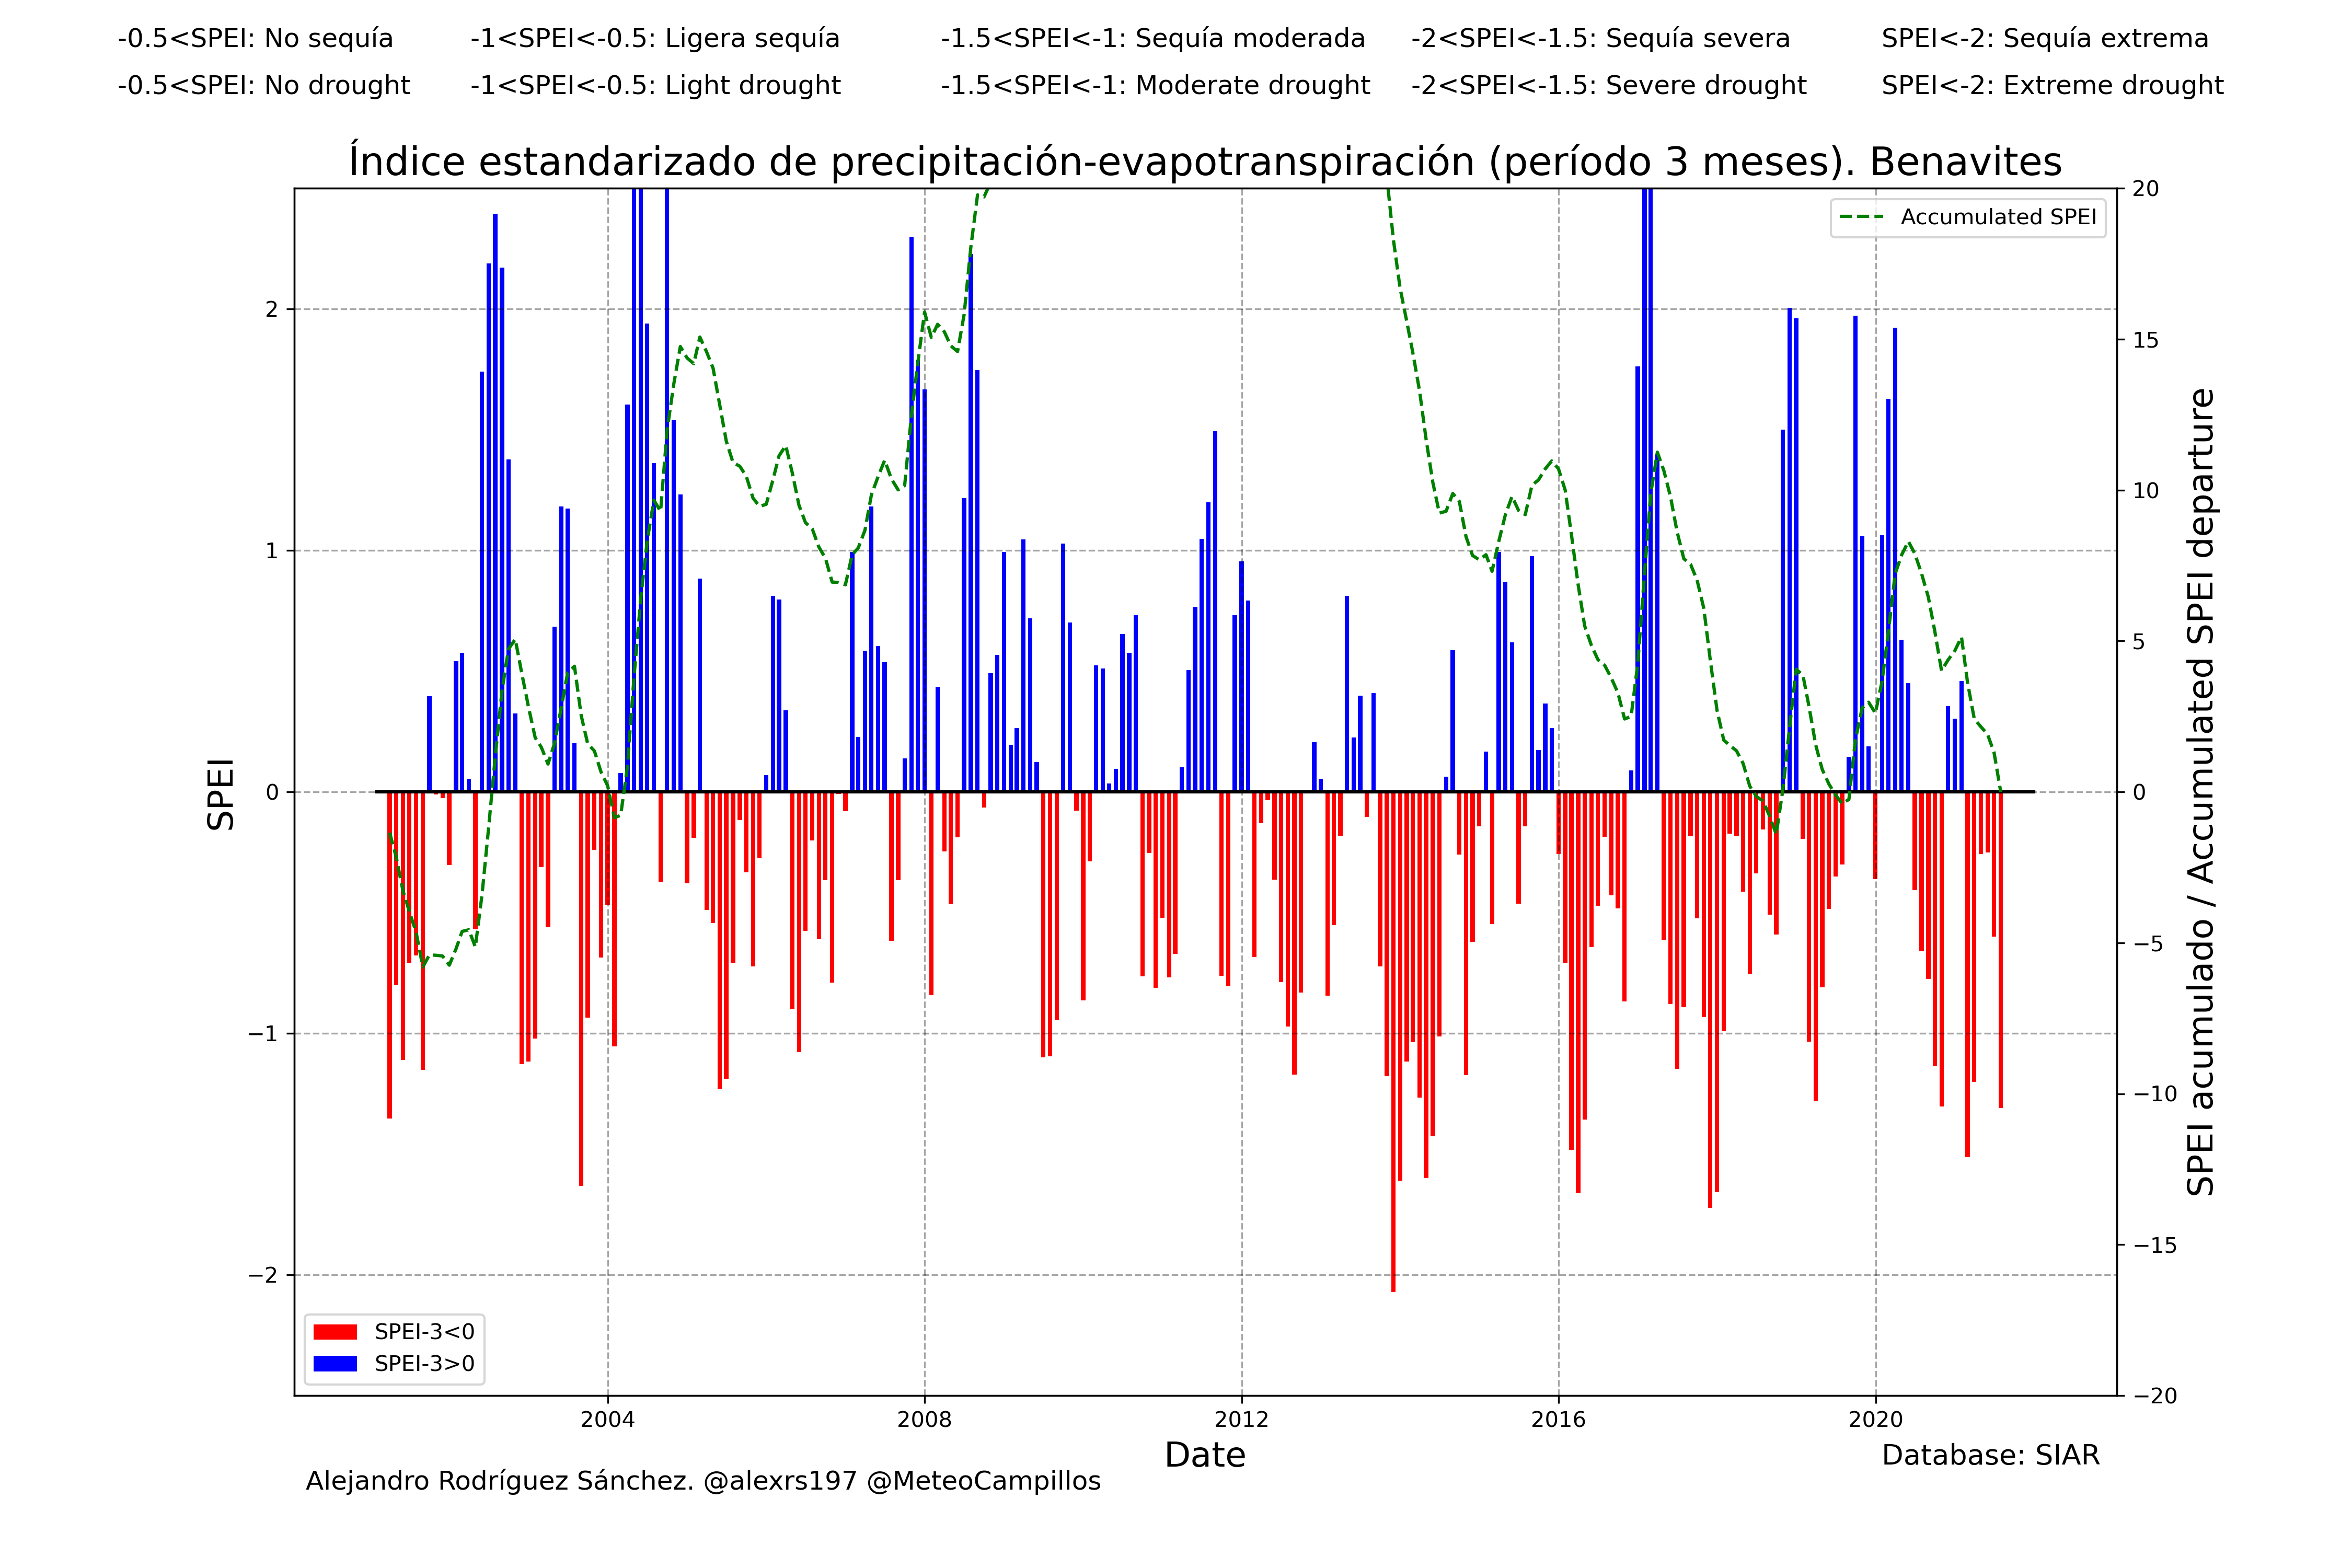 -0.5<SPEI: No sequía -1<SPEI<-0.5: Ligera sequía -1.5<SPEI<-1: Sequía moderada -2<SPEI<-1.5: Sequía severa SPEI<-2: Sequía extrema
-0.5<SPEI: No drought -1<SPEI<-0.5: Light drought -1.5<SPEI<-1: Moderate drought -2<SPEI<-1.5: Severe drought SPEI<-2: Extreme drought
Índice estandarizado de precipitación-evapotranspiración (período 3 meses). Benavites
Accumulated SPEI
SPEI
2
1
0
−1
−2
20
15
10
5
0
−5
−10
−15
−20
SPEI acumulado / Accumulated SPEI departure
SPEI-3<0
SPEI-3>0
2004 2008 2012 2016 2020
Date
Database: SIAR
Alejandro Rodríguez Sánchez. @alexrs197 @MeteoCampillos